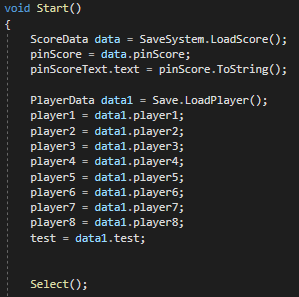 void Start()
{
ScoreData data = SaveSystem.LoadScore();
pinScore = data.pinScore;
pinScoreText.text = pinScore.ToString();
PlayerData data1 = Save.LoadPlayer();
player1 = data1.player1;
player2 = data1.player2;
player3 = data1.player3;
player4 = data1.player4;
player5 = data1.player5;
player6 = data1.player6;
player7 = data1.player7;
player8 = data1.player8;
test = data1.test;
Select();